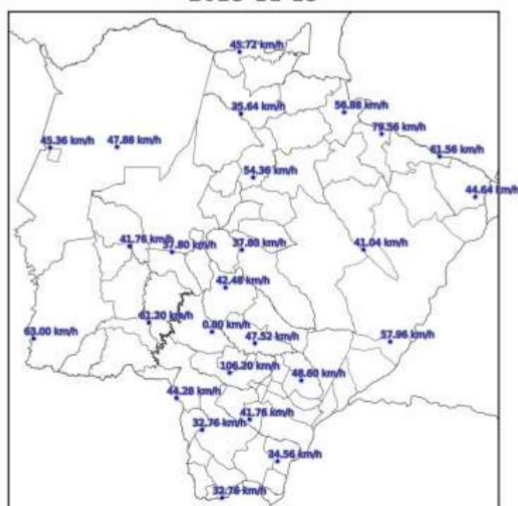 45.72 km/h
35.64 km/h
56.88 km/h
79.56 km/h
45.36 km/h
47.88 km/h
61.56 km/h
54.36 km/h
44.64 km/h
41.76 km/h
37.80 km/h
37.80 km/h
41.04 km/h
42.48 km/h
61.20 km/h
63.00 km/h
0.00 km/h
47.52 km/h
57.96 km/h
106.20 km/h
48.60 km/h
44.28 km/h
41.76 km/h
32.76 km/h
34.56 km/h
32.76 km/h